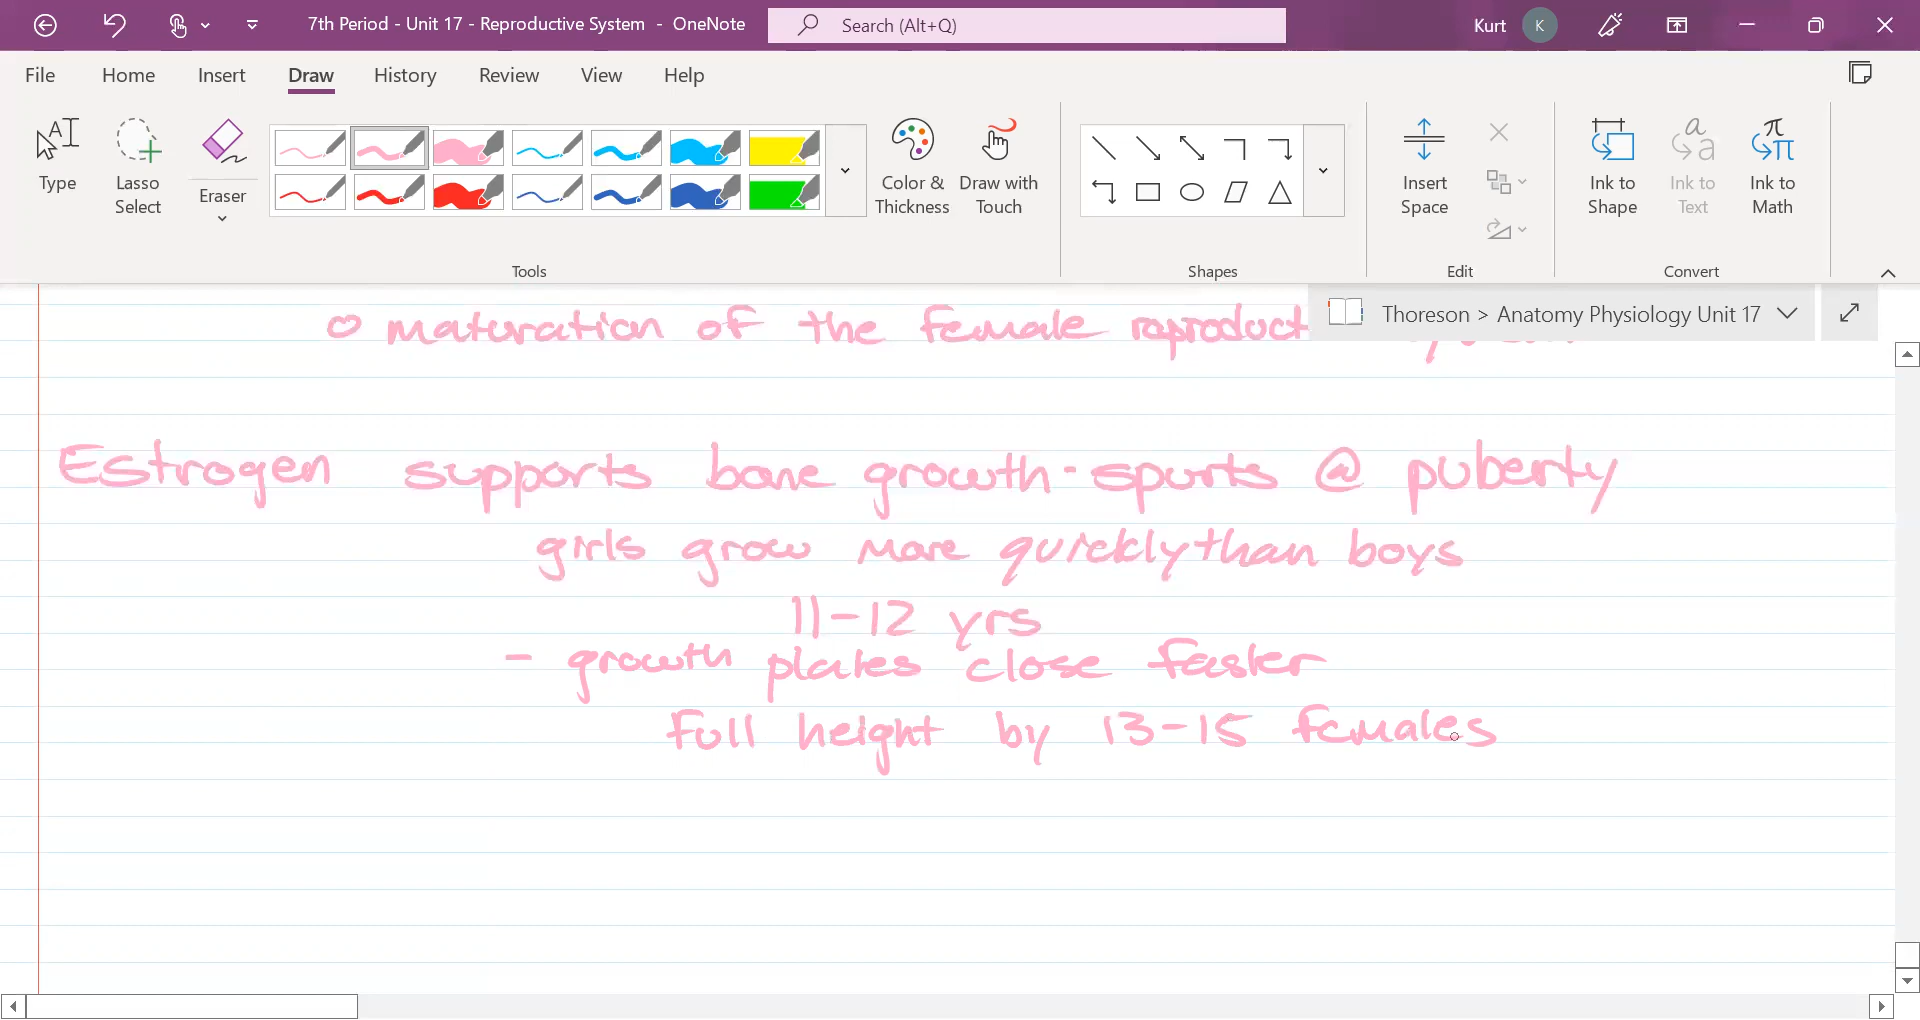 7th Period - Unit 17 - Reproductive System - OneNote
Search (Alt+Q)
Kurt K
File Home Insert Draw History Review View Help
Type
Lasso Select
Eraser
Color & Thickness
Draw with Touch
Insert Space
Ink to Shape
Ink to Text
Ink to Math
Tools Shapes Edit Convert
Thoreson > Anatomy Physiology Unit 17
o maturation of the female reproduct
Estrogen supports bone growth-spurts @ puberty
girls grow more quickly than boys
11-12 yrs
- growth plates close faster
Full height by 13-15 females